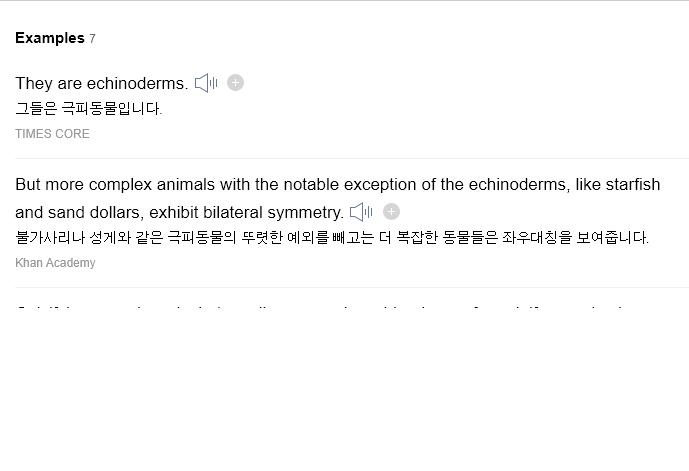 Examples 7
They are echinoderms.
그들은 극피동물입니다.
TIMES CORE
But more complex animals with the notable exception of the echinoderms, like starfish
and sand dollars, exhibit bilateral symmetry.
불가사리나 성게와 같은 극피동물의 뚜렷한 예외를 빼고는 더 복잡한 동물들은 좌우대칭을 보여줍니다.
Khan Academy